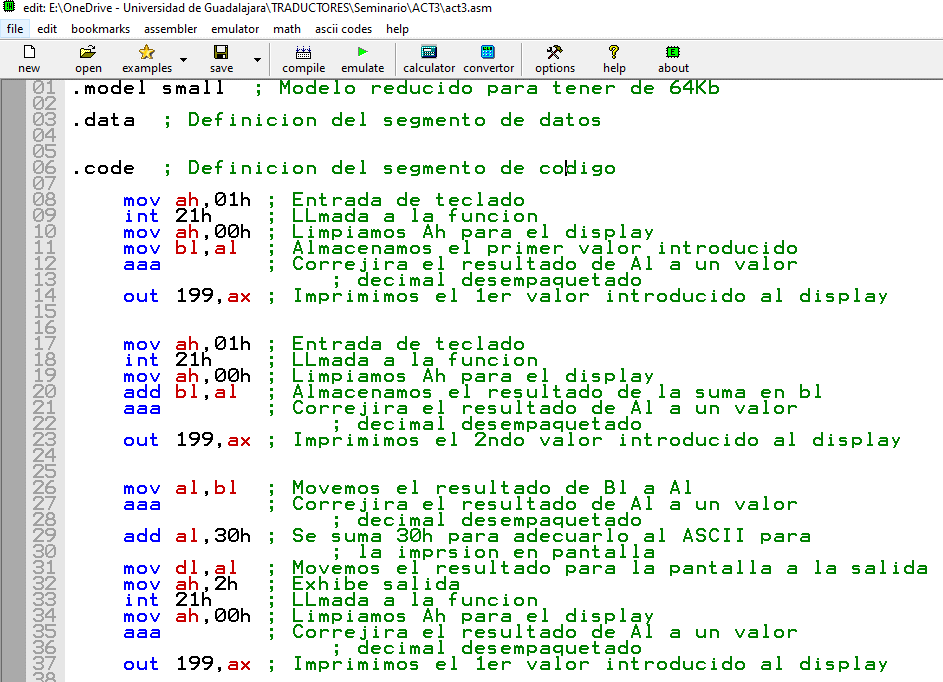 edit: E:\OneDrive - Universidad de Guadalajara\TRADUCTORES\Seminario\ACT3\act3.asm
file edit bookmarks assembler emulator math ascii codes help
new open examples save compile emulate calculator convertor options help about
01 .model small ; Modelo reducido para tener de 64Kb
02
03 .data ; Definicion del segmento de datos
04
05
06 .code ; Definicion del segmento de codigo
07
08 mov ah,01h ; Entrada de teclado
09 int 21h ; LLmada a la funcion
10 mov ah,00h ; Limpiamos Ah para el display
11 mov bl,al ; Almacenamos el primer valor introducido
12 aaa ; Correjira el resultado de Al a un valor
13 ; decimal desempaquetado
14 out 199,ax ; Imprimimos el 1er valor introducido al display
15
16
17 mov ah,01h ; Entrada de teclado
18 int 21h ; LLmada a la funcion
19 mov ah,00h ; Limpiamos Ah para el display
20 add bl,al ; Almacenamos el resultado de la suma en bl
21 aaa ; Correjira el resultado de Al a un valor
22 ; decimal desempaquetado
23 out 199,ax ; Imprimimos el 2ndo valor introducido al display
24
25
26 mov al,bl ; Movemos el resultado de Bl a Al
27 aaa ; Correjira el resultado de Al a un valor
28 ; decimal desempaquetado
29 add al,30h ; Se suma 30h para adecuarlo al ASCII para
30 ; la imprsion en pantalla
31 mov dl,al ; Movemos el resultado para la pantalla a la salida
32 mov ah,2h ; Exhibe salida
33 int 21h ; LLmada a la funcion
34 mov ah,00h ; Limpiamos Ah para el display
35 aaa ; Correjira el resultado de Al a un valor
36 ; decimal desempaquetado
37 out 199,ax ; Imprimimos el 1er valor introducido al display
38